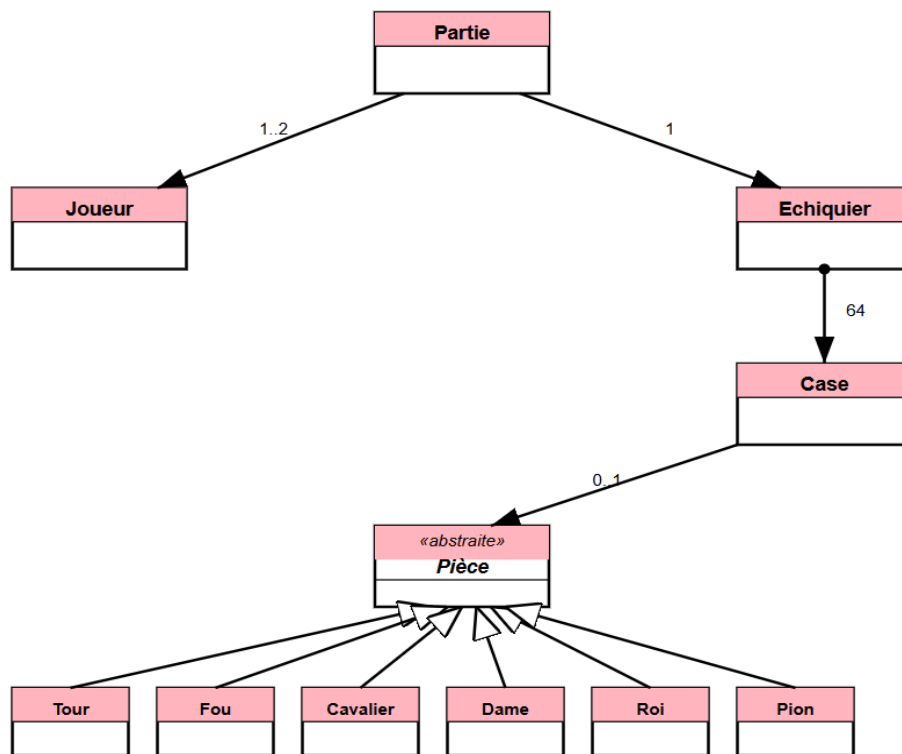 Partie
1..2
1
Joueur
Echiquier
64
Case
0..1
«abstraite»
Pièce
Tour
Fou
Cavalier
Dame
Roi
Pion